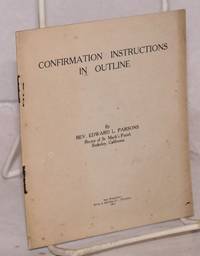 CONFIRMATION INSTRUCTIONS
IN OUTLINE
By
REV. EDWARD L. PARSONS
Rector of St. Mark's Parish
Berkeley, California